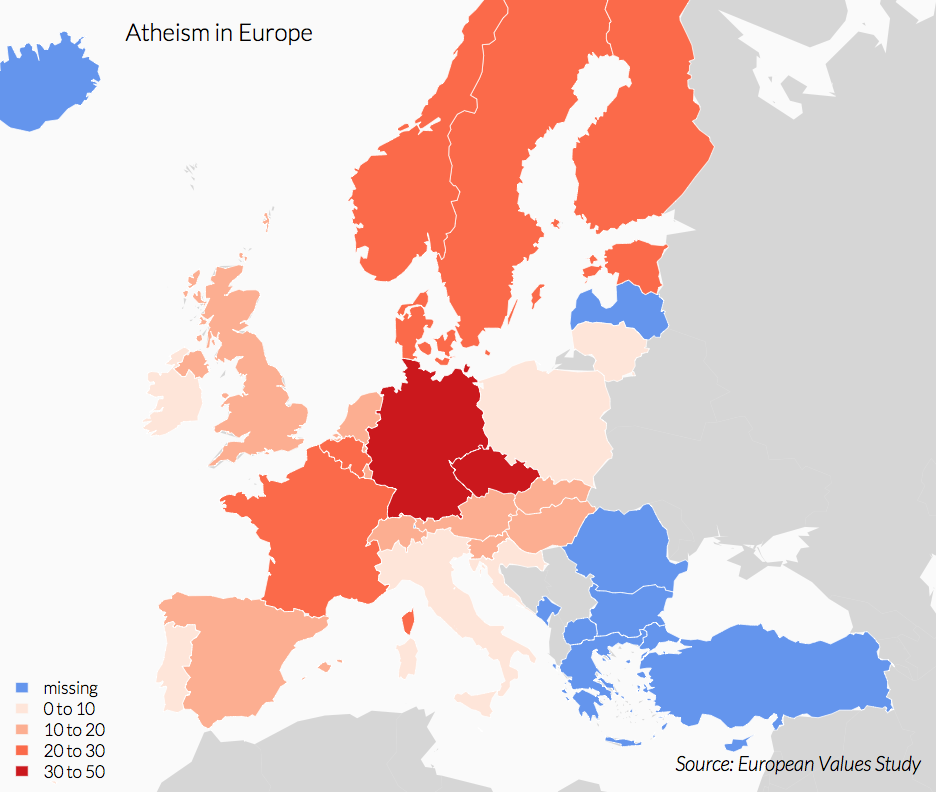 Atheism in Europe
missing
0 to 10
10 to 20
20 to 30
30 to 50
Source: European Values Study